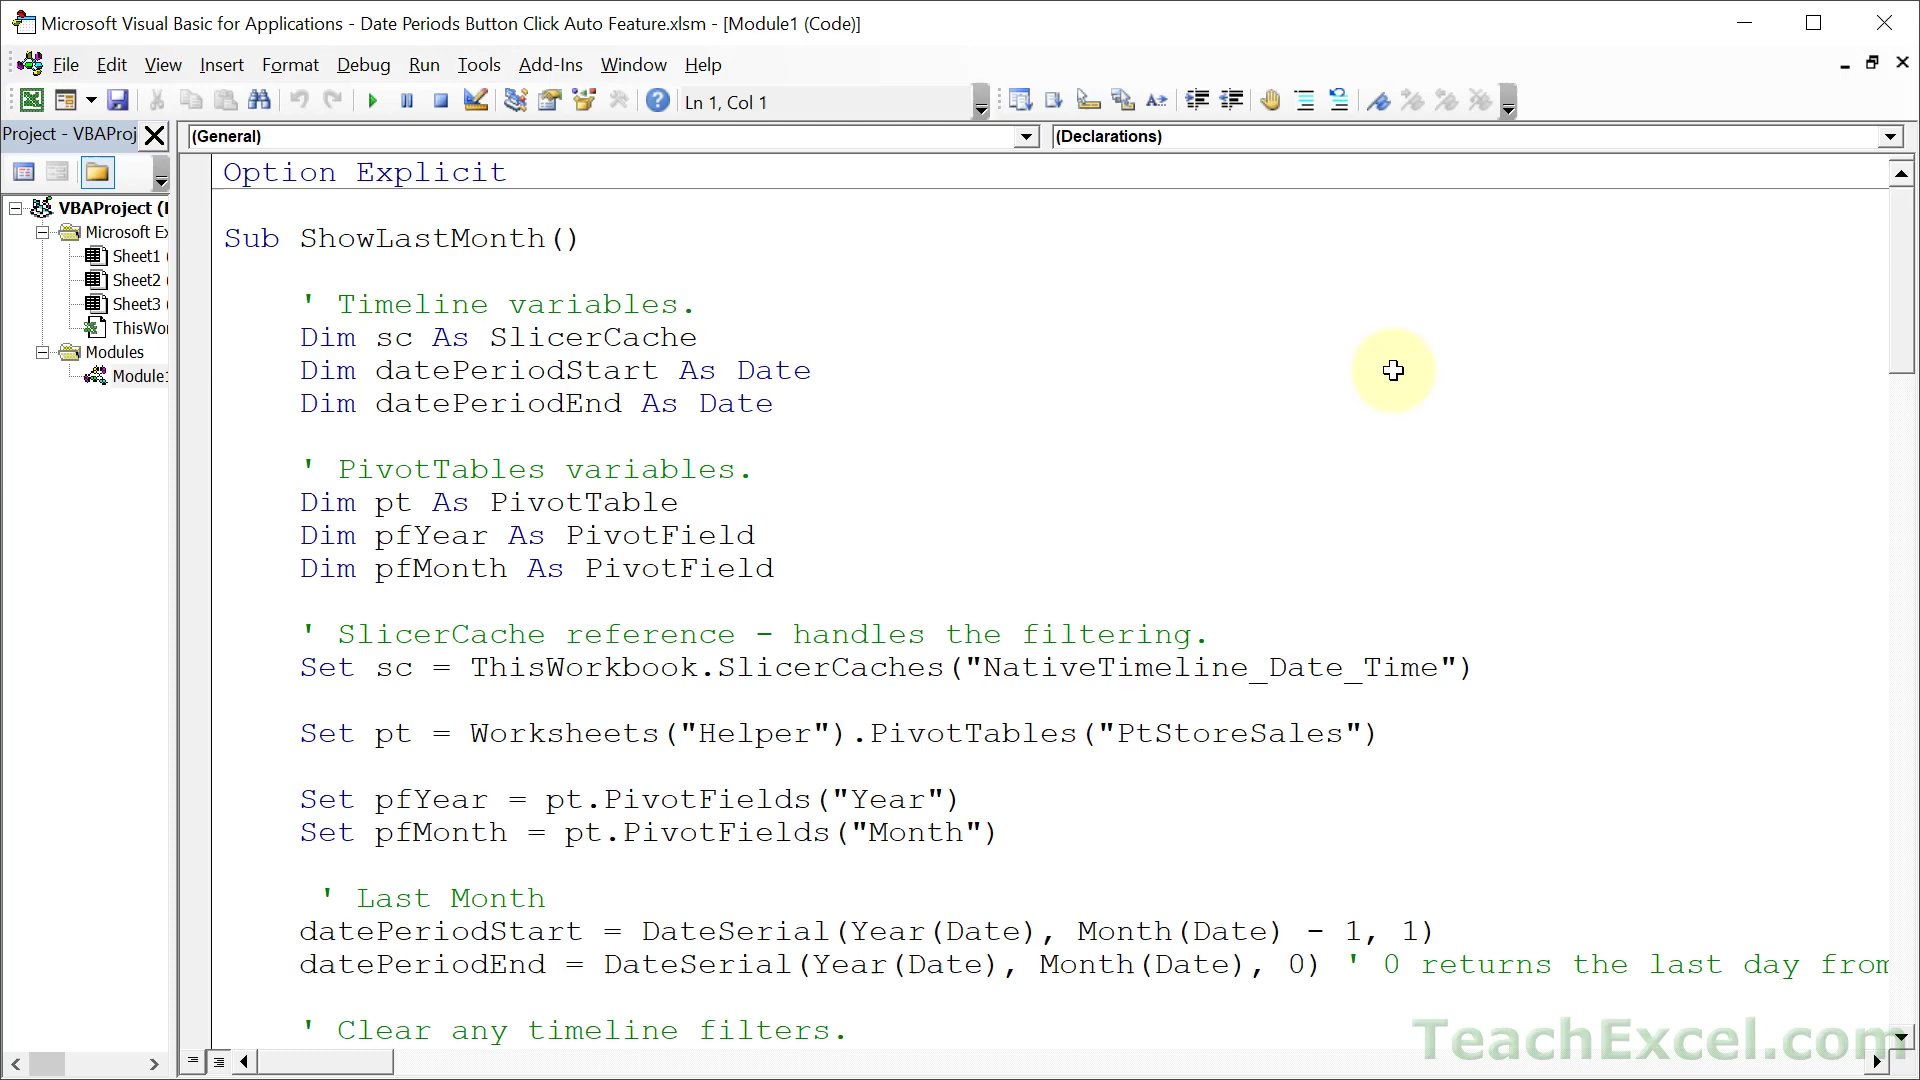 Microsoft Visual Basic for Applications - Date Periods Button Click Auto Feature.xlsm - [Module1 (Code)]
File Edit View Insert Format Debug Run Tools Add-Ins Window Help
Ln 1, Col 1
Project - VBAProj
(General)
(Declarations)
VBAProject (
Microsoft Ex
Sheet1 (
Sheet2 (
Sheet3 (
ThisWor
Modules
Module1
Option Explicit
Sub ShowLastMonth()
' Timeline variables.
Dim sc As SlicerCache
Dim datePeriodStart As Date
Dim datePeriodEnd As Date
' PivotTables variables.
Dim pt As PivotTable
Dim pfYear As PivotField
Dim pfMonth As PivotField
' SlicerCache reference - handles the filtering.
Set sc = ThisWorkbook.SlicerCaches("NativeTimeline_Date_Time")
Set pt = Worksheets("Helper").PivotTables("PtStoreSales")
Set pfYear = pt.PivotFields("Year")
Set pfMonth = pt.PivotFields("Month")
' Last Month
datePeriodStart = DateSerial(Year(Date), Month(Date) - 1, 1)
datePeriodEnd = DateSerial(Year(Date), Month(Date), 0) ' 0 returns the last day from
' Clear any timeline filters.
TeachExcel.com